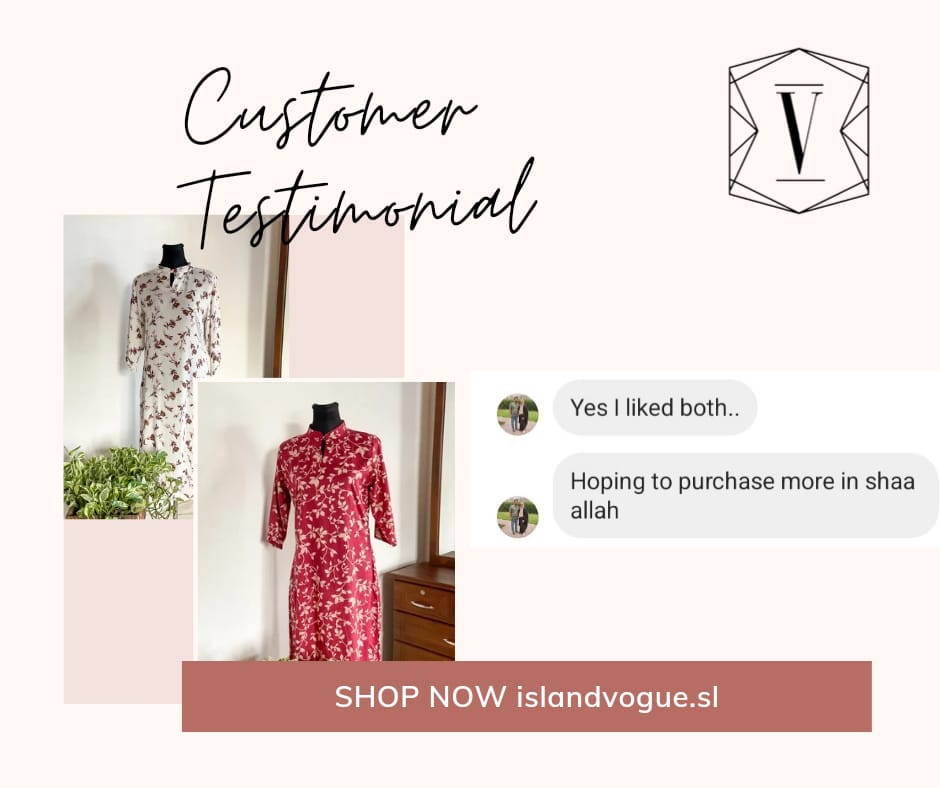 Customer
Testimonial
V
Yes I liked both..
Hoping to purchase more in shaa
allah
SHOP NOW islandvogue.sl